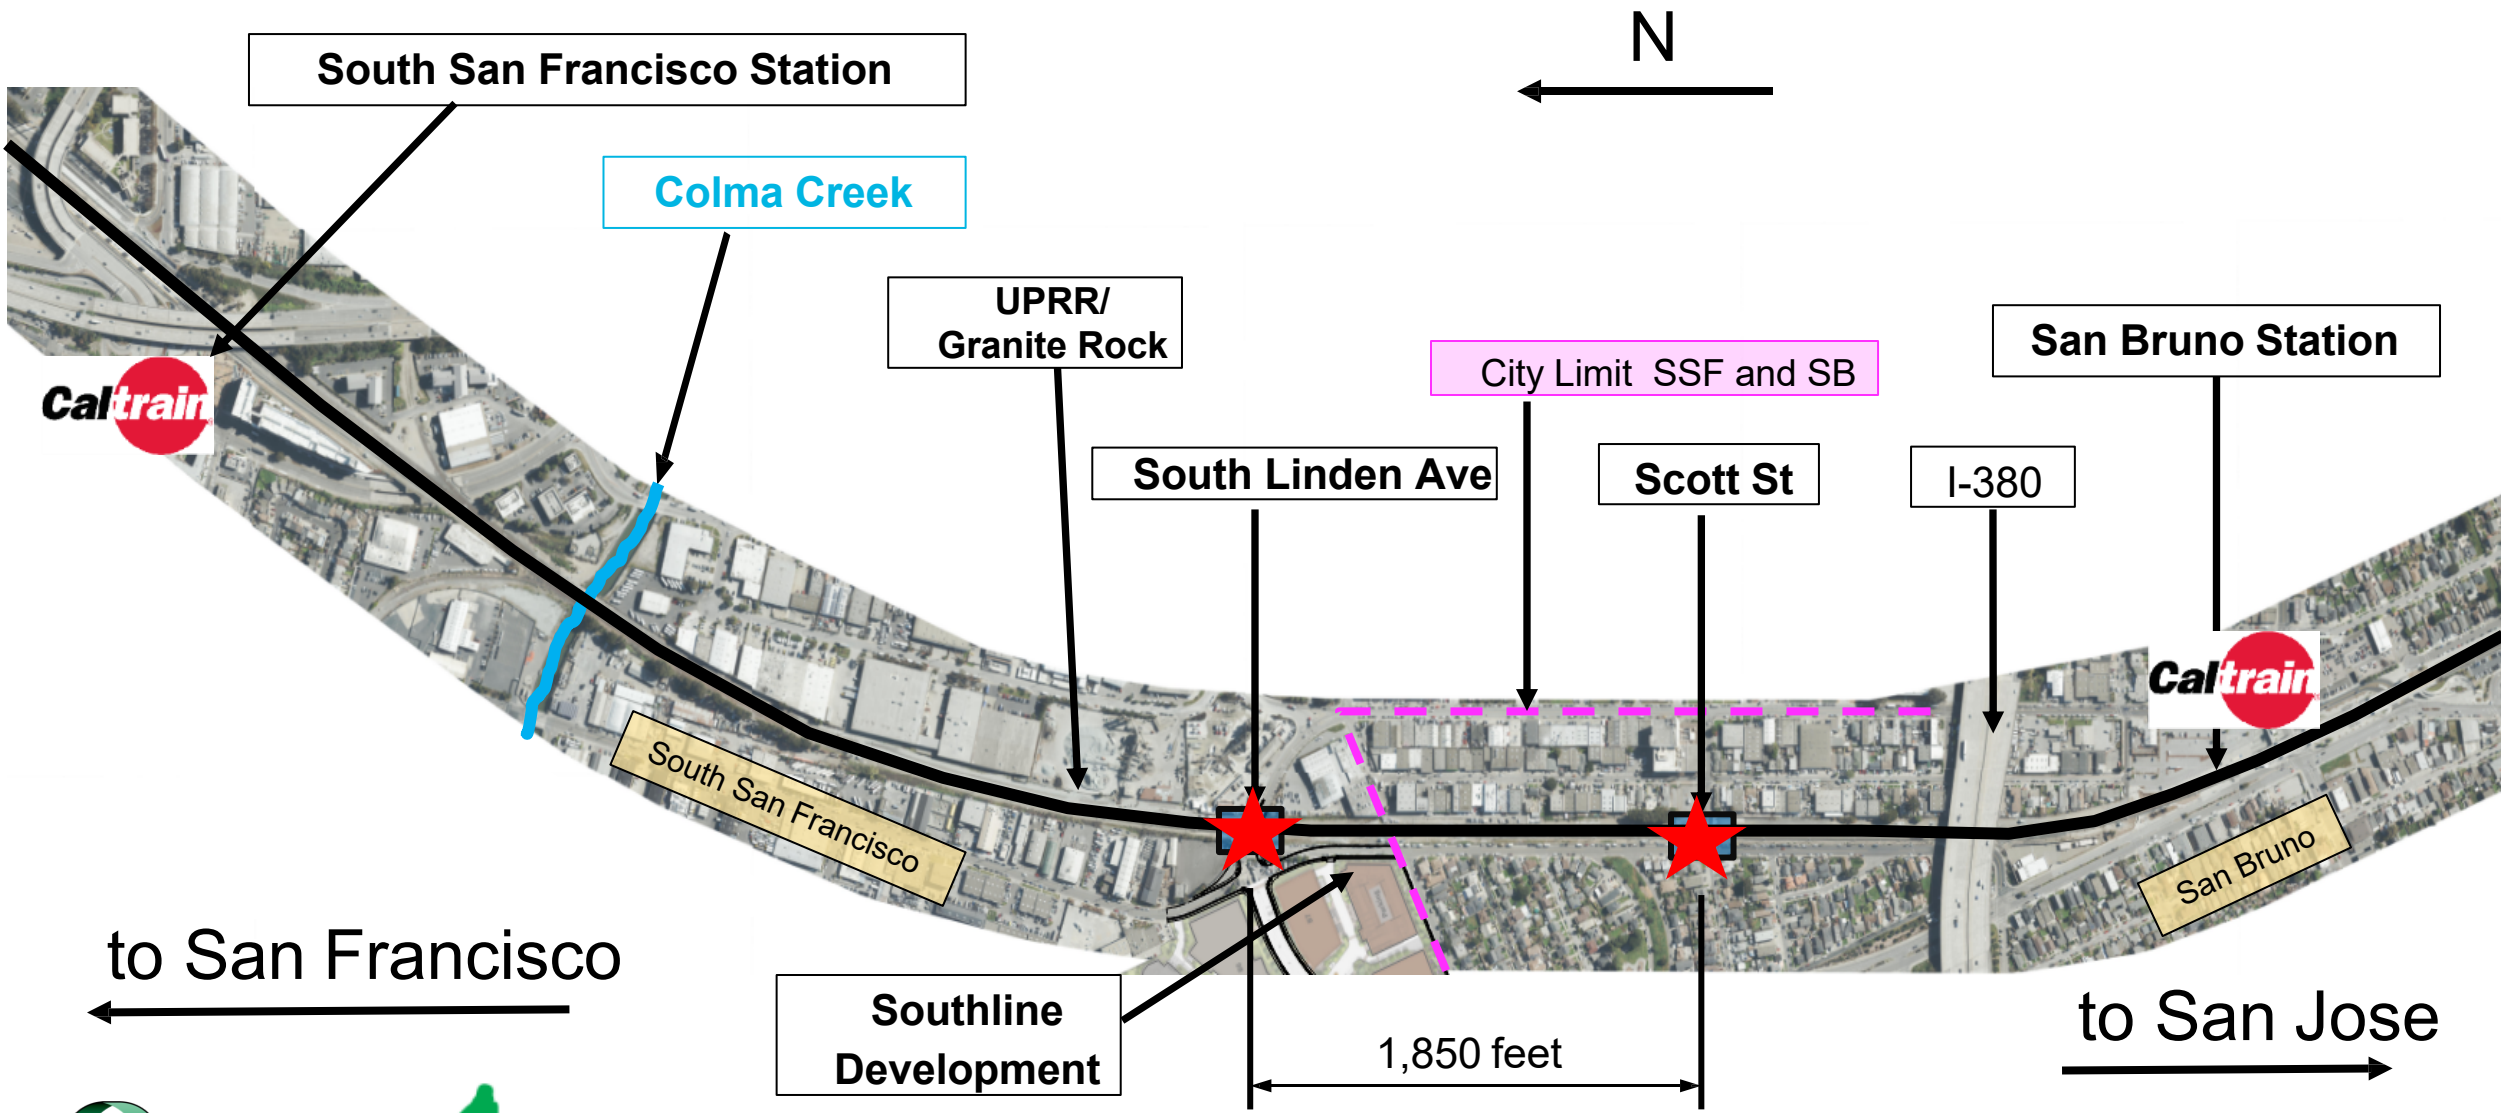 N
South San Francisco Station
Colma Creek
UPRR/
Granite Rock
City Limit SSF and SB
San Bruno Station
South Linden Ave
Scott St
I-380
Caltrain
Caltrain
South San Francisco
San Bruno
to San Francisco
Southline
Development
1,850 feet
to San Jose